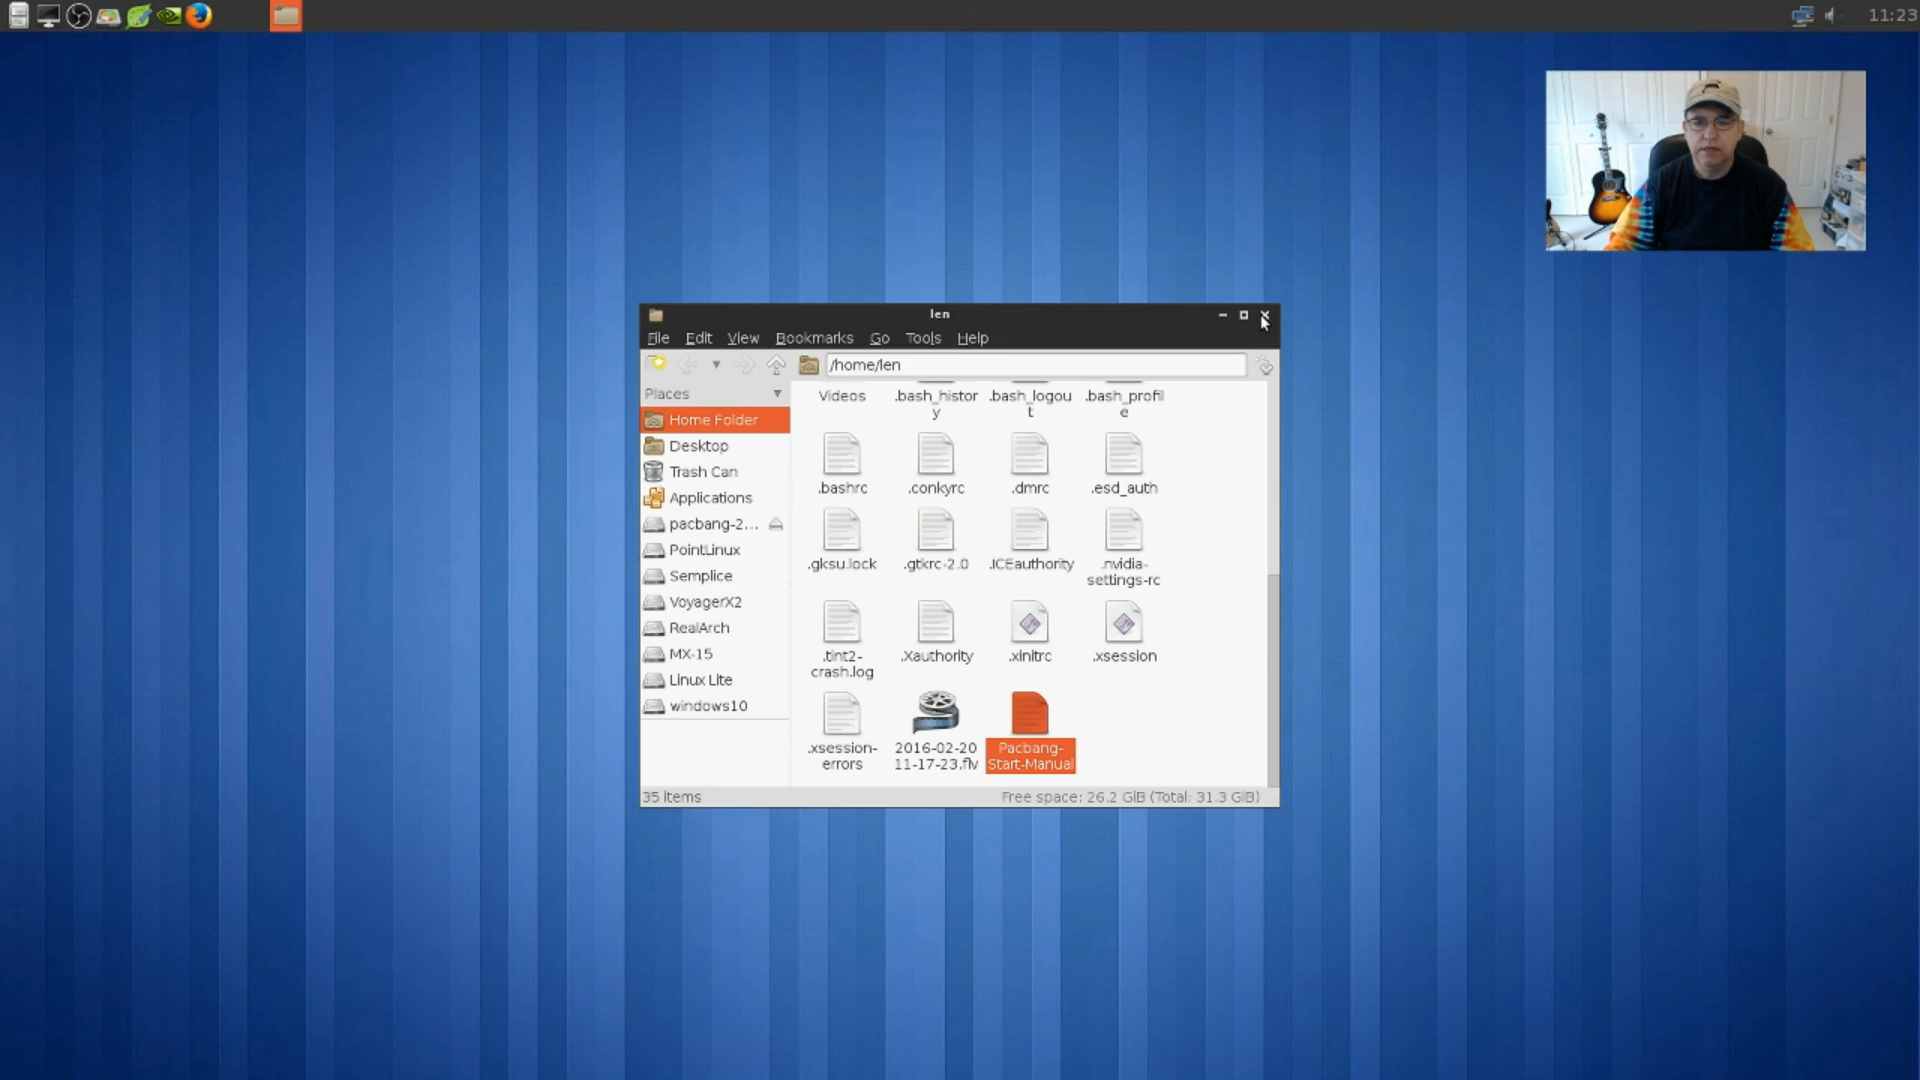 11:23
len
File Edit View Bookmarks Go Tools Help
/home/len
Places
Home Folder
Desktop
Trash Can
Applications
pacbang-2...
PointLinux
Semplice
VoyagerX2
RealArch
MX-15
Linux Lite
windows10
Videos .bash_histor .bash_logou .bash_profil
y t e
.bashrc .conkyrc .dmrc .esd_auth
.gksu.lock .gtkrc-2.0 .ICEauthority .nvidia-
settings-rc
.tint2- .Xauthority .xinitrc .xsession
crash.log
.xsession- 2016-02-20 Pacbang-
errors 11-17-23.flv Start-Manual
35 items Free space: 26.2 GiB (Total: 31.3 GiB)